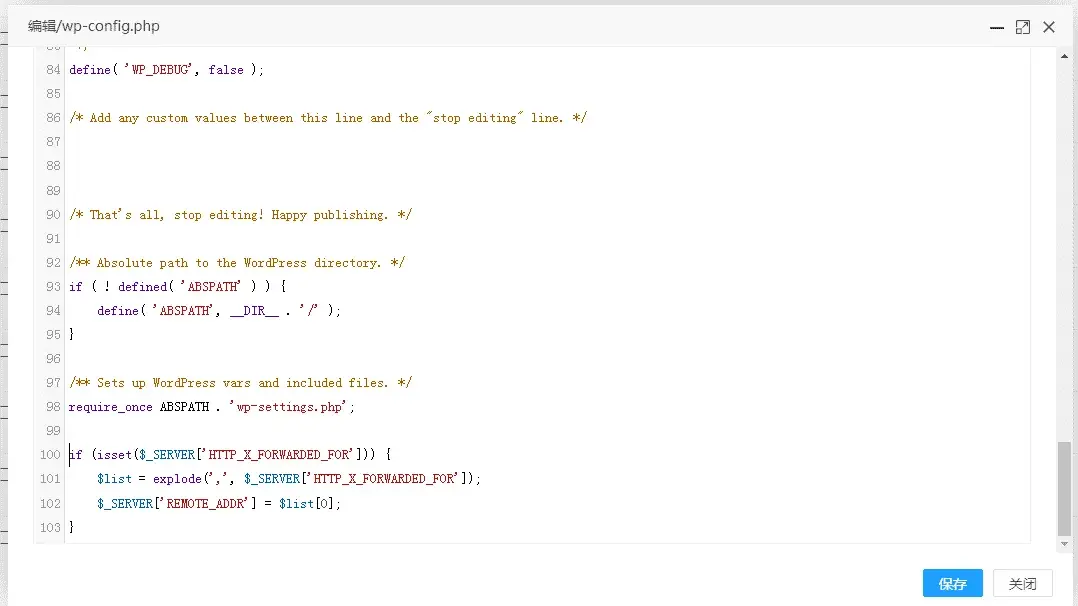 编辑/wp-config.php
84 define( 'WP_DEBUG', false );
85
86 /* Add any custom values between this line and the "stop editing" line. */
87
88
89
90 /* That's all, stop editing! Happy publishing. */
91
92 /** Absolute path to the WordPress directory. */
93 if ( ! defined( 'ABSPATH' ) ) {
94 define( 'ABSPATH', __DIR__ . '/' );
95 }
96
97 /** Sets up WordPress vars and included files. */
98 require_once ABSPATH . 'wp-settings.php';
99
100 if (isset($_SERVER['HTTP_X_FORWARDED_FOR'])) {
101 $list = explode(',', $_SERVER['HTTP_X_FORWARDED_FOR']);
102 $_SERVER['REMOTE_ADDR'] = $list[0];
103 }
保存 关闭